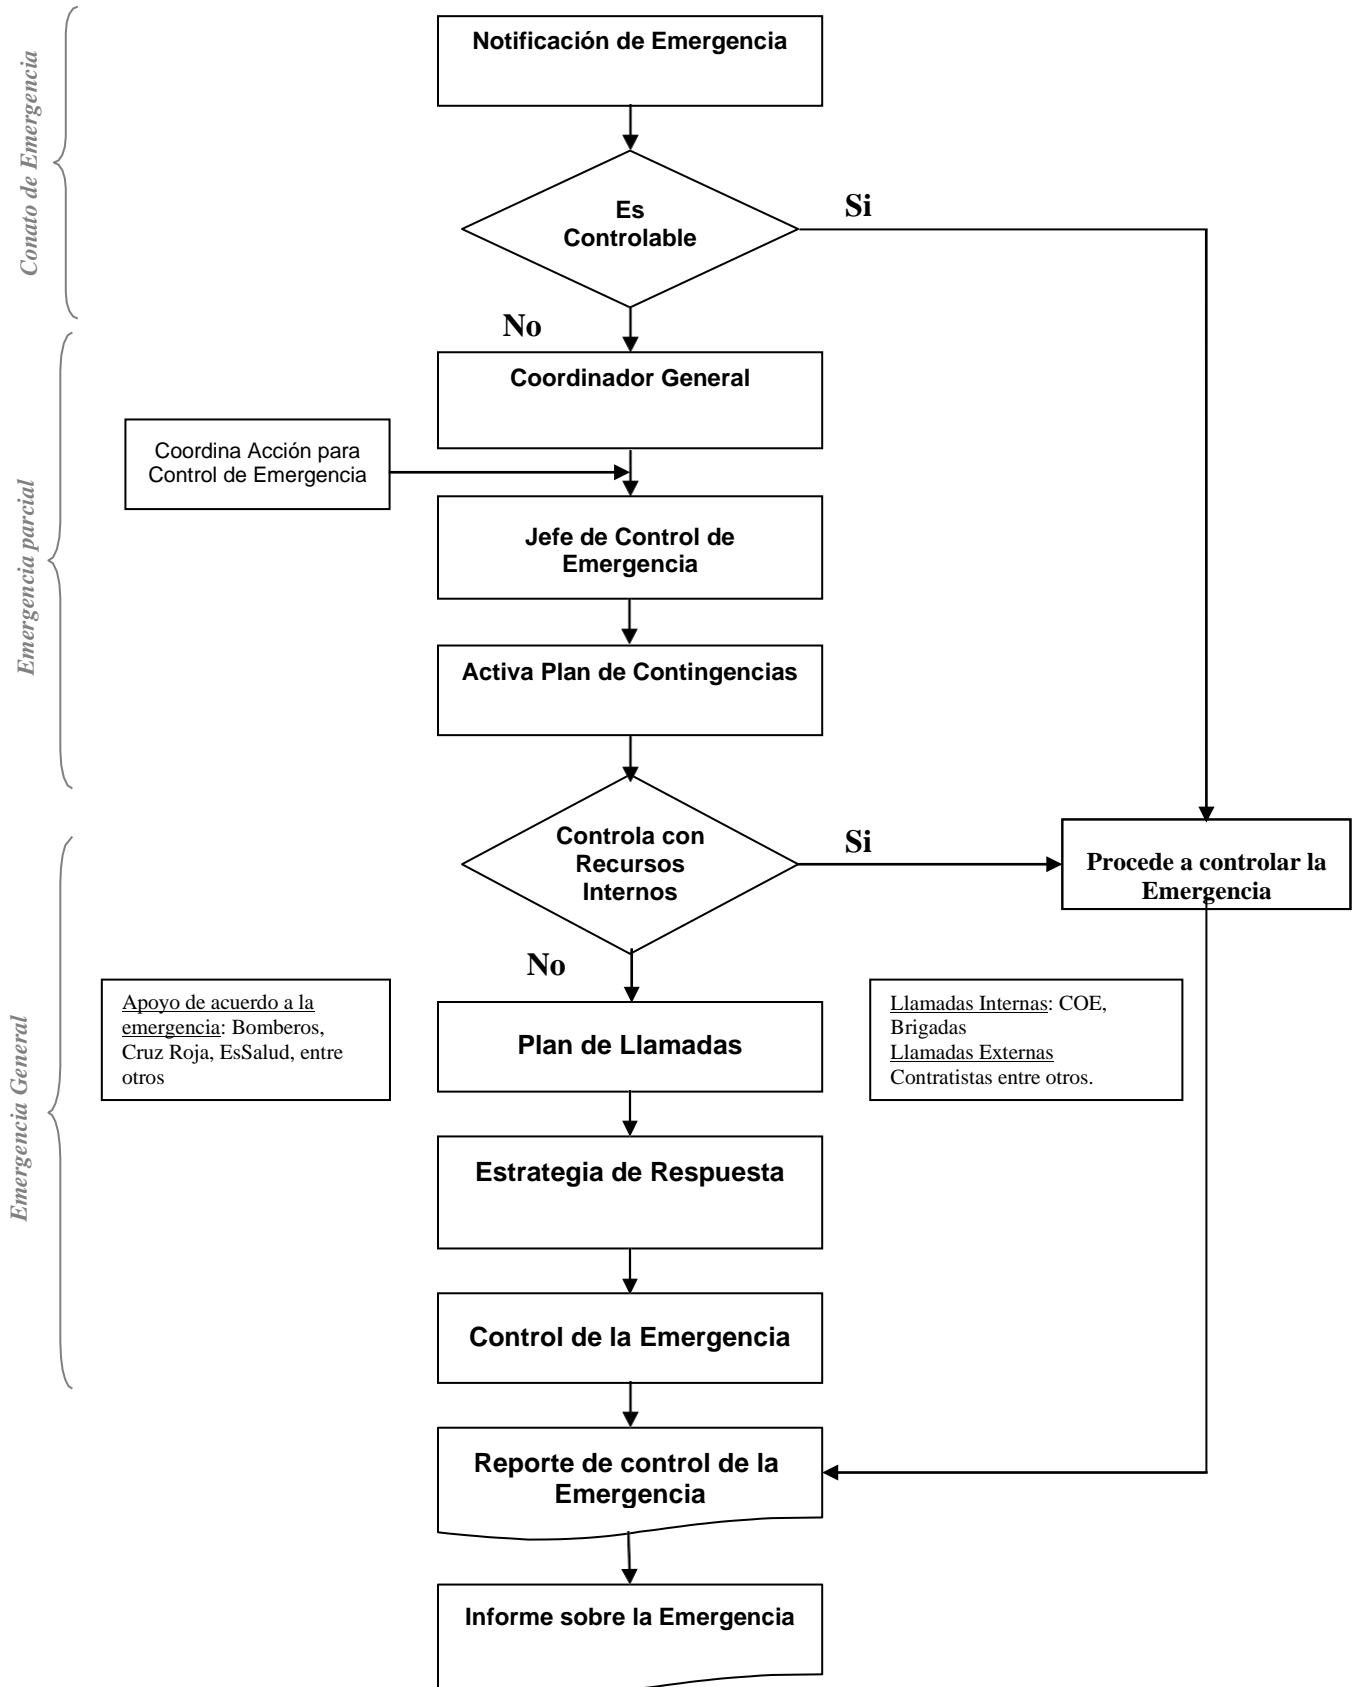 Conato de Emergencia
Notificación de Emergencia
Es
Controlable
Si
No
Emergencia parcial
Coordinador General
Coordina Acción para
Control de Emergencia
Jefe de Control de
Emergencia
Activa Plan de Contingencias
Controla con
Recursos
Internos
Si
Procede a controlar la
Emergencia
No
Emergencia General
Apoyo de acuerdo a la
emergencia: Bomberos,
Cruz Roja, EsSalud, entre
otros
Plan de Llamadas
Llamadas Internas: COE,
Brigadas
Llamadas Externas
Contratistas entre otros.
Estrategia de Respuesta
Control de la Emergencia
Reporte de control de la
Emergencia
Informe sobre la Emergencia